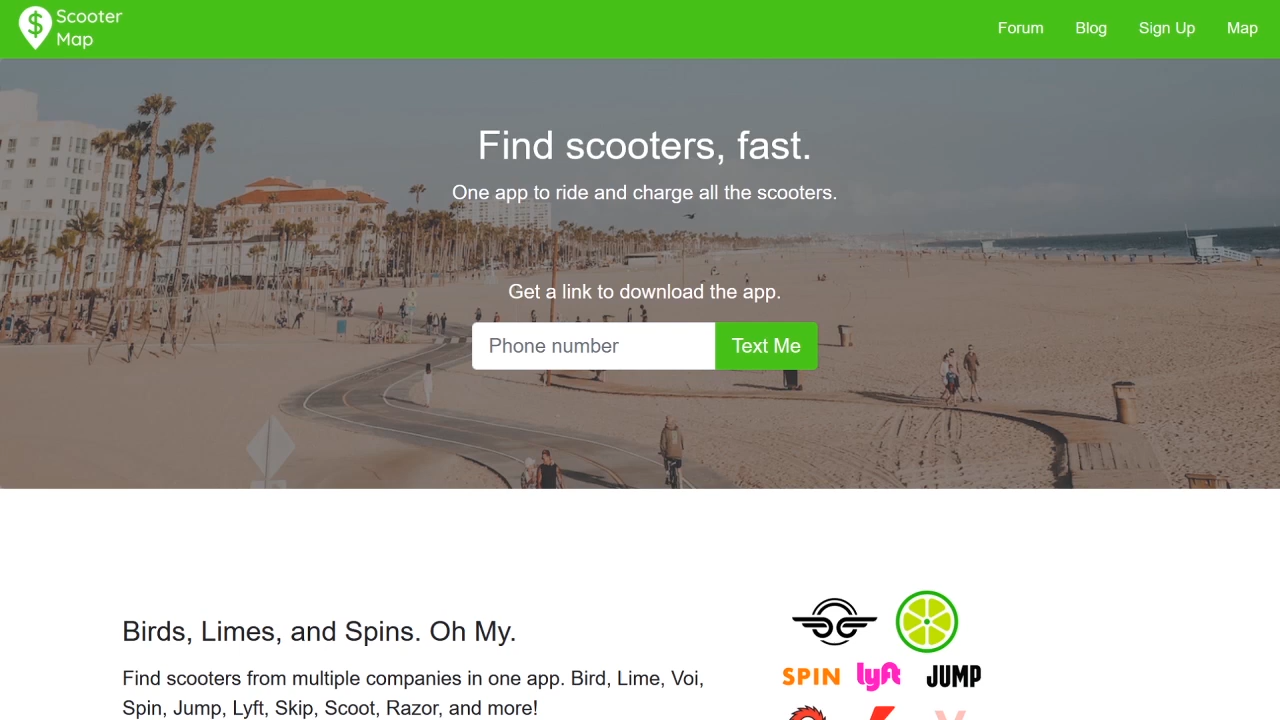 Scooter
Map
Forum
Blog
Sign Up
Map
Find scooters, fast.
One app to ride and charge all the scooters.
Get a link to download the app.
Phone number
Text Me
Birds, Limes, and Spins. Oh My.
Find scooters from multiple companies in one app. Bird, Lime, Voi,
Spin, Jump, Lyft, Skip, Scoot, Razor, and more!
SPIN
lyft
JUMP